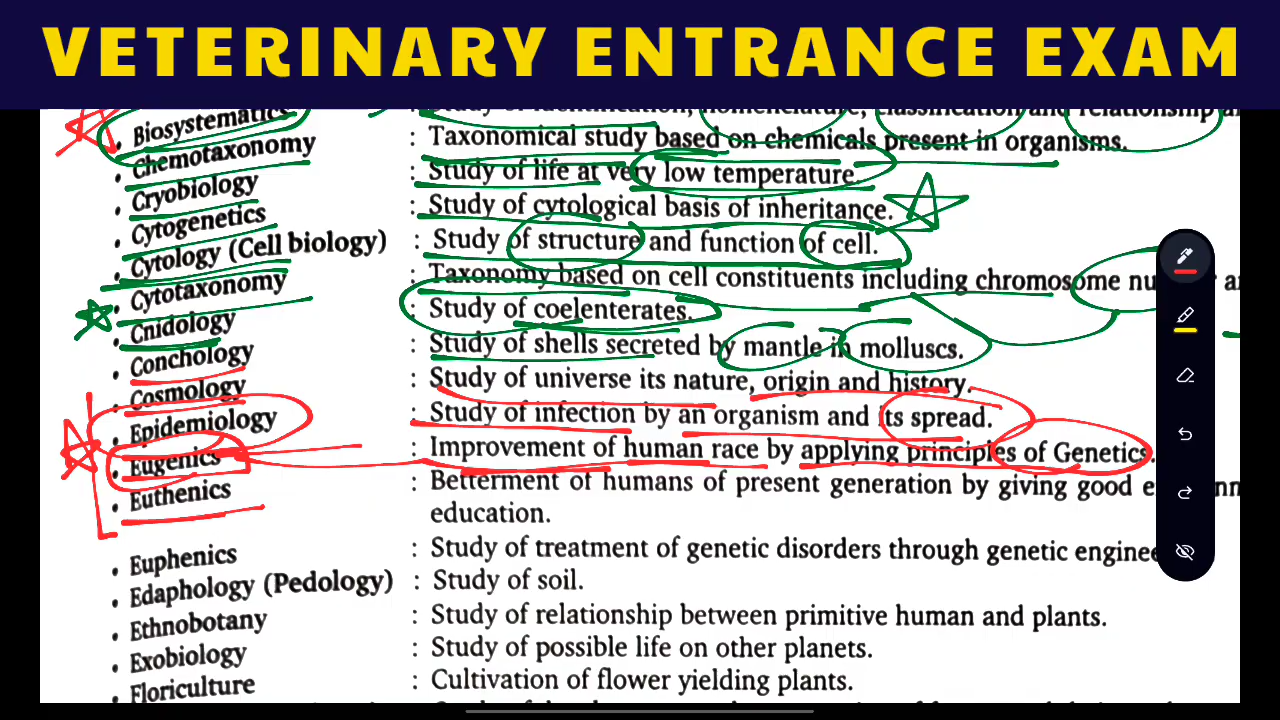 VETERINARY ENTRANCE EXAM
• Biosystematics : Study of identification, nomenclature, classification and relationship
• Chemotaxonomy : Taxonomical study based on chemicals present in organisms.
• Cryobiology : Study of life at very low temperature.
• Cytogenetics : Study of cytological basis of inheritance.
• Cytology (Cell biology) : Study of structure and function of cell.
• Cytotaxonomy : Taxonomy based on cell constituents including chromosome
• Cnidology : Study of coelenterates.
• Conchology : Study of shells secreted by mantle in molluscs.
• Cosmology : Study of universe its nature, origin and history.
• Epidemiology : Study of infection by an organism and its spread.
• Eugenics : Improvement of human race by applying principles of Genetics.
• Euthenics : Betterment of humans of present generation by giving good
education.
• Euphenics : Study of treatment of genetic disorders through genetic
• Edaphology (Pedology) : Study of soil.
• Ethnobotany : Study of relationship between primitive human and plants.
• Exobiology : Study of possible life on other planets.
• Floriculture : Cultivation of flower yielding plants.